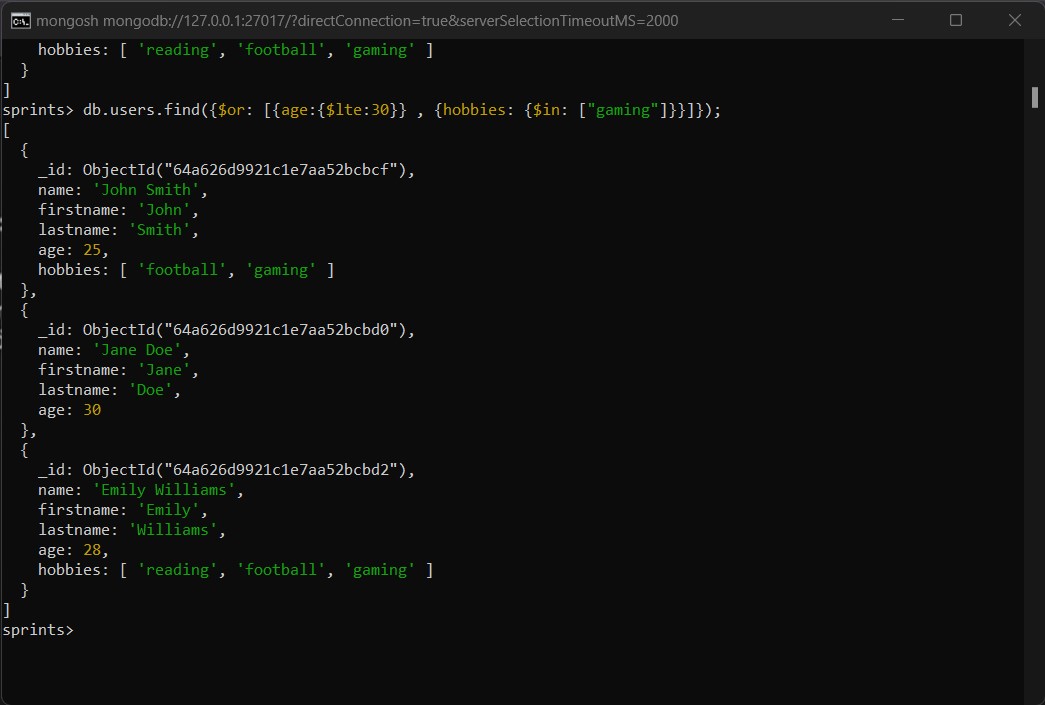 mongosh mongodb://127.0.0.1:27017/?directConnection=true&serverSelectionTimeoutMS=2000
    hobbies: [ 'reading', 'football', 'gaming' ]
  }
]
sprints> db.users.find({$or: [{age:{$lte:30}} , {hobbies: {$in: ["gaming"]}}]});
[
  {
    _id: ObjectId("64a626d9921c1e7aa52bcbcf"),
    name: 'John Smith',
    firstname: 'John',
    lastname: 'Smith',
    age: 25,
    hobbies: [ 'football', 'gaming' ]
  },
  {
    _id: ObjectId("64a626d9921c1e7aa52bcbd0"),
    name: 'Jane Doe',
    firstname: 'Jane',
    lastname: 'Doe',
    age: 30
  },
  {
    _id: ObjectId("64a626d9921c1e7aa52bcbd2"),
    name: 'Emily Williams',
    firstname: 'Emily',
    lastname: 'Williams',
    age: 28,
    hobbies: [ 'reading', 'football', 'gaming' ]
  }
]
sprints>